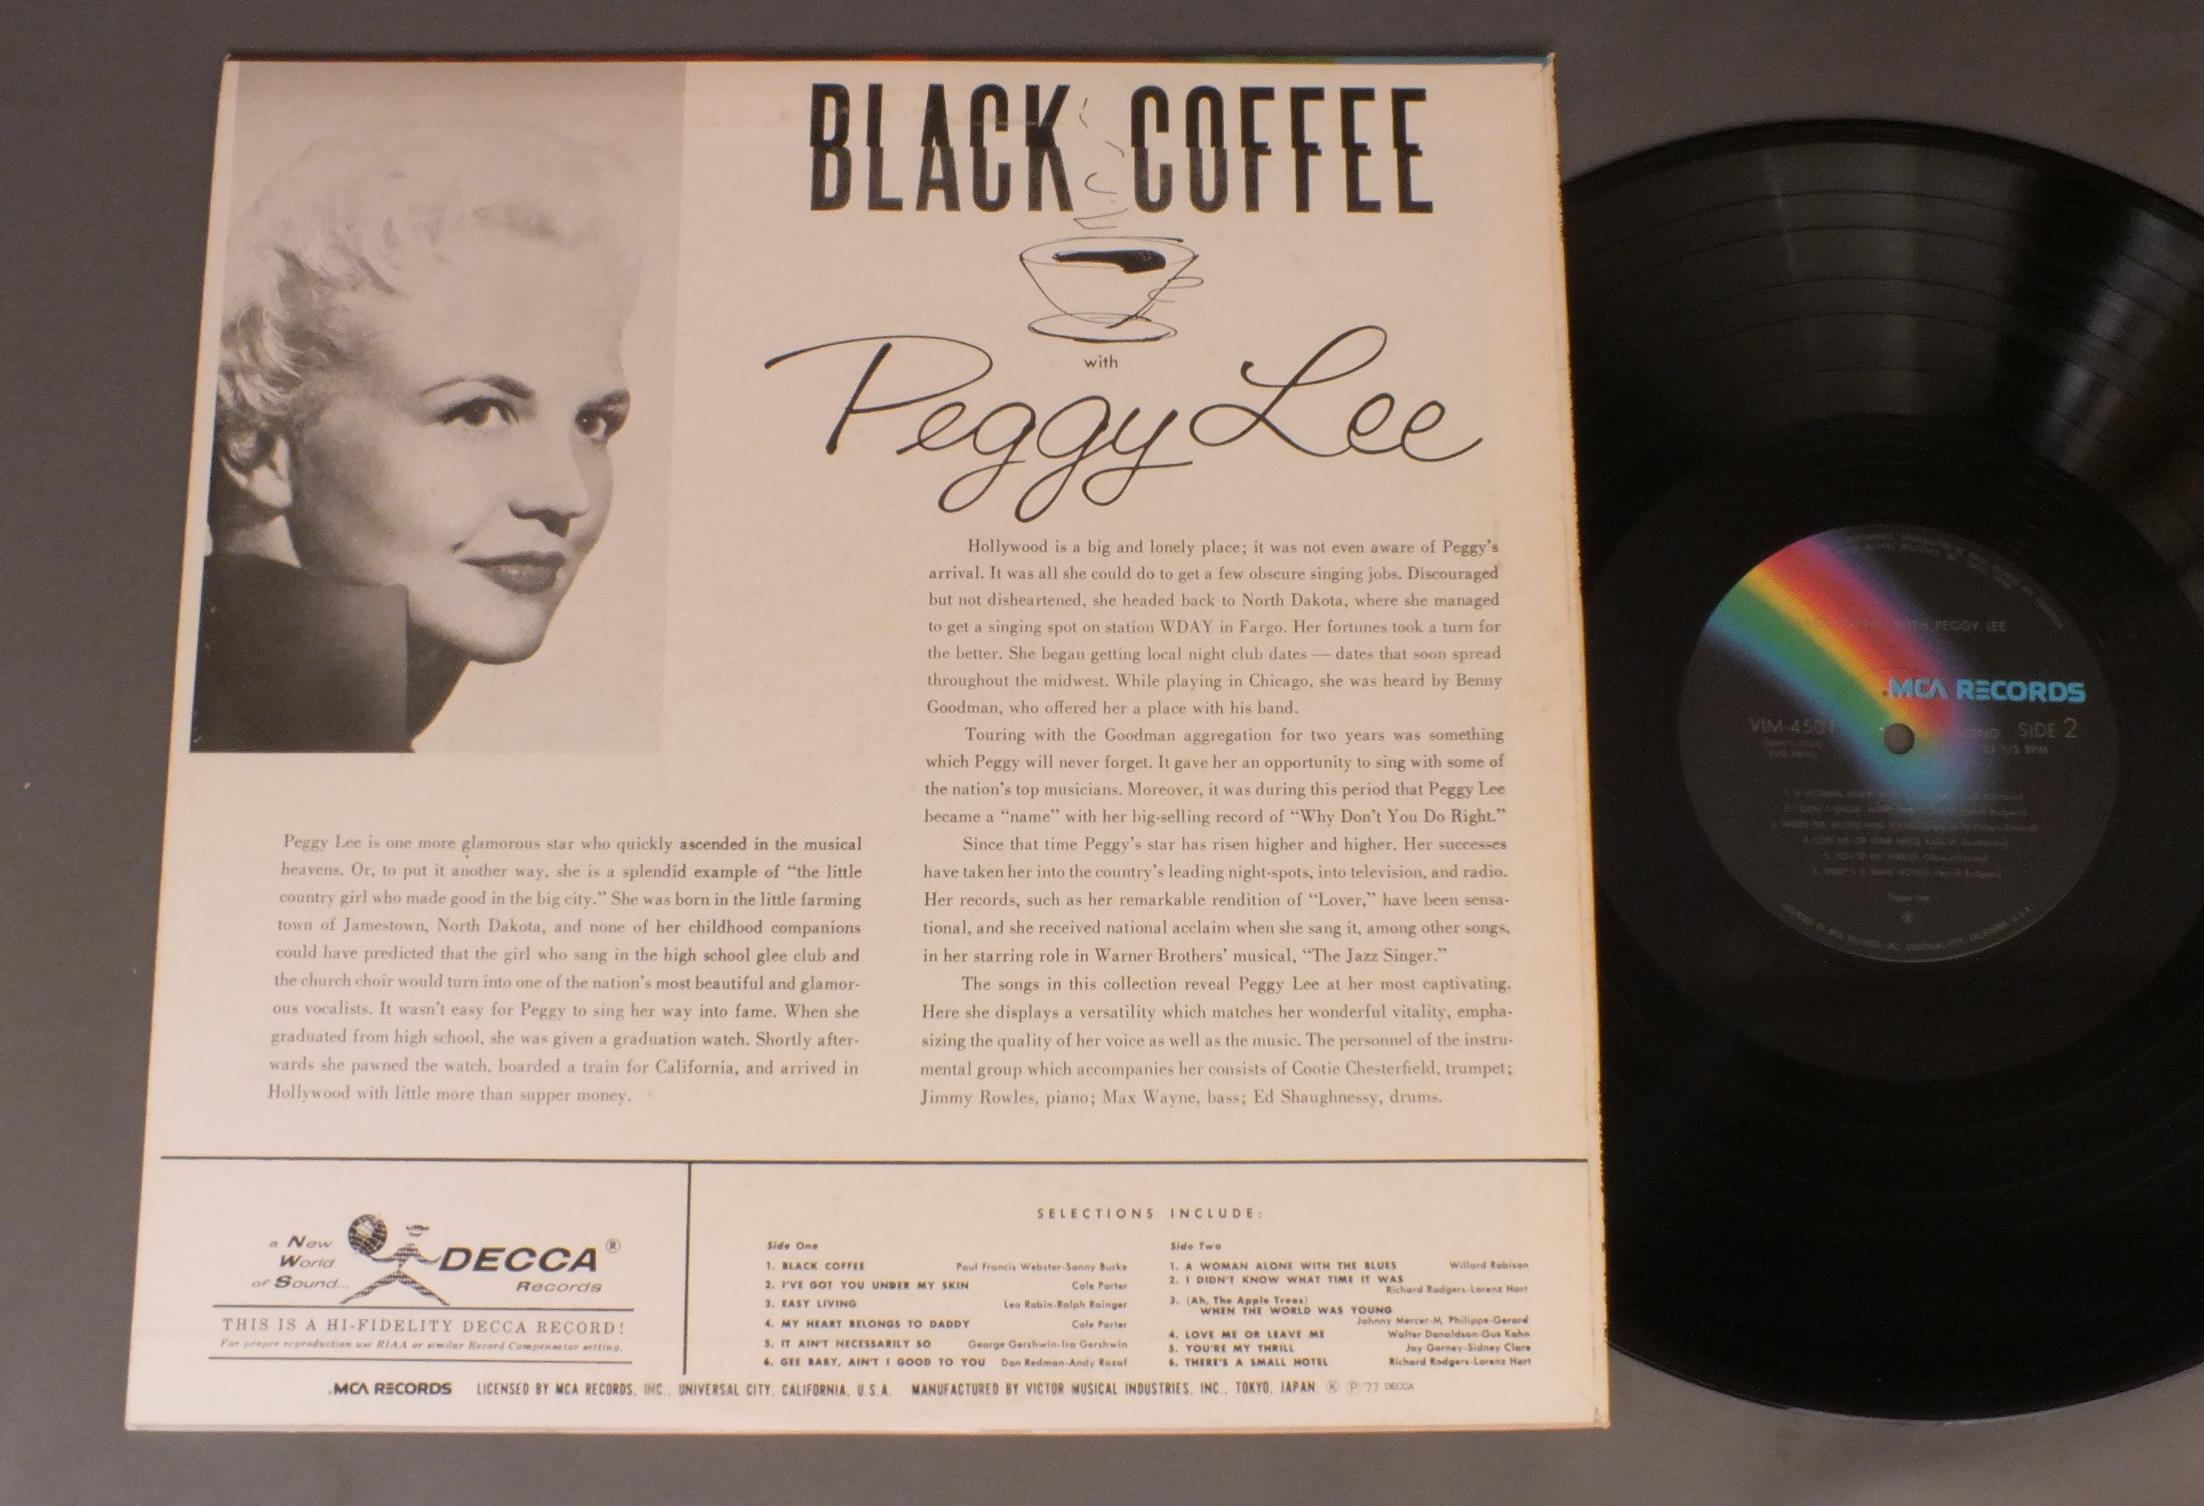 BLACK COFFEE
with
Peggy Lee
Peggy Lee is one more glamorous star who quickly ascended in the musical
heavens. Or, to put it another way, she is a splendid example of “the little
country girl who made good in the big city.” She was born in the little farming
town of Jamestown, North Dakota, and none of her childhood companions
could have predicted that the girl who sang in the high school glee club and
the church choir would turn into one of the nation's most beautiful and glamor-
ous vocalists. It wasn't easy for Peggy to sing her way into fame. When she
graduated from high school, she was given a graduation watch. Shortly after-
wards she pawned the watch, boarded a train for California, and arrived in
Hollywood with little more than supper money.
Hollywood is a big and lonely place; it was not even aware of Peggy's
arrival. It was all she could do to get a few obscure singing jobs. Discouraged
but not disheartened, she headed back to North Dakota, where she managed
to get a singing spot on station WDAY in Fargo. Her fortunes took a turn for
the better. She began getting local night club dates — dates that soon spread
throughout the midwest. While playing in Chicago, she was heard by Benny
Goodman, who offered her a place with his band.
Touring with the Goodman aggregation for two years was something
which Peggy will never forget. It gave her an opportunity to sing with some of
the nation's top musicians. Moreover, it was during this period that Peggy Lee
became a “name” with her big-selling record of “Why Don't You Do Right.”
Since that time Peggy's star has risen higher and higher. Her successes
have taken her into the country's leading night-spots, into television, and radio.
Her records, such as her remarkable rendition of “Lover,” have been sensa-
tional, and she received national acclaim when she sang it, among other songs,
in her starring role in Warner Brothers' musical, “The Jazz Singer.”
The songs in this collection reveal Peggy Lee at her most captivating.
Here she displays a versatility which matches her wonderful vitality, empha-
sizing the quality of her voice as well as the music. The personnel of the instru-
mental group which accompanies her consists of Cootie Chesterfield, trumpet;
Jimmy Rowles, piano; Max Wayne, bass; Ed Shaughnessy, drums.
a New
World
of Sound...
DECCA ®
Records
THIS IS A HI-FIDELITY DECCA RECORD!
For proper reproduction use RIAA or similar Record Compensator setting.
SELECTIONS INCLUDE:
Side One
1. BLACK COFFEE Paul Francis Webster-Sonny Burke
2. I'VE GOT YOU UNDER MY SKIN Cole Porter
3. EASY LIVING Leo Robin-Ralph Rainger
4. MY HEART BELONGS TO DADDY Cole Porter
5. IT AIN'T NECESSARILY SO George Gershwin-Ira Gershwin
6. GEE BABY, AIN'T I GOOD TO YOU Don Redman-Andy Razaf
Side Two
1. A WOMAN ALONE WITH THE BLUES Willard Robison
2. I DIDN'T KNOW WHAT TIME IT WAS
Richard Rodgers-Lorenz Hart
3. (Ah, The Apple Trees)
WHEN THE WORLD WAS YOUNG
Johnny Mercer-M. Philippe-Gerard
4. LOVE ME OR LEAVE ME Walter Donaldson-Gus Kahn
5. YOU'RE MY THRILL Jay Gorney-Sidney Clare
6. THERE'S A SMALL HOTEL Richard Rodgers-Lorenz Hart
.MCA RECORDS LICENSED BY MCA RECORDS, INC., UNIVERSAL CITY, CALIFORNIA, U.S.A. MANUFACTURED BY VICTOR MUSICAL INDUSTRIES, INC., TOKYO, JAPAN. Ⓚ Ⓟ '77 DECCA
WITH PEGGY LEE
.MCA RECORDS
SIDE 2
MONO
33 1/3 RPM
Peggy Lee